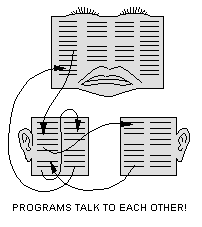 PROGRAMS TALK TO EACH OTHER!